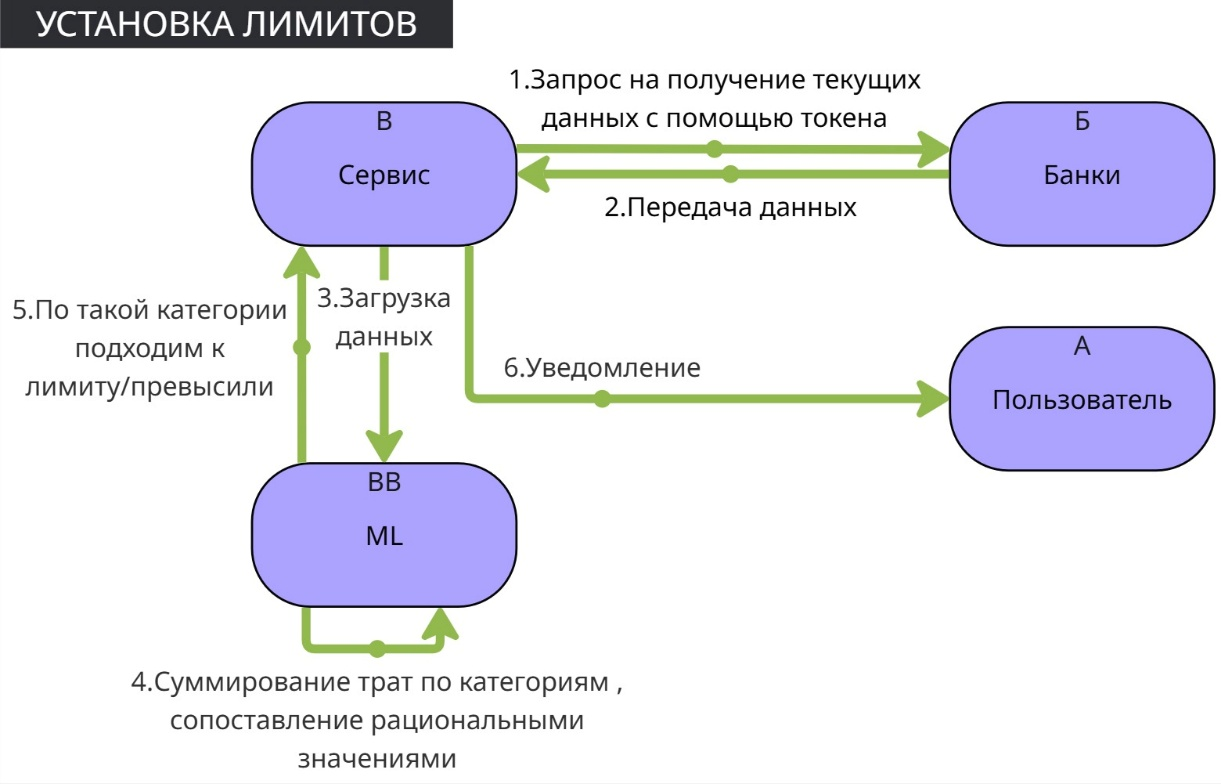 УСТАНОВКА ЛИМИТОВ
1.Запрос на получение текущих
данных с помощью токена
В
Сервис
Б
Банки
2.Передача данных
5.По такой категории
подходим к
лимиту/превысили
3.Загрузка
данных
6.Уведомление
А
Пользователь
ВВ
ML
4.Суммирование трат по категориям ,
сопоставление рациональными
значениями